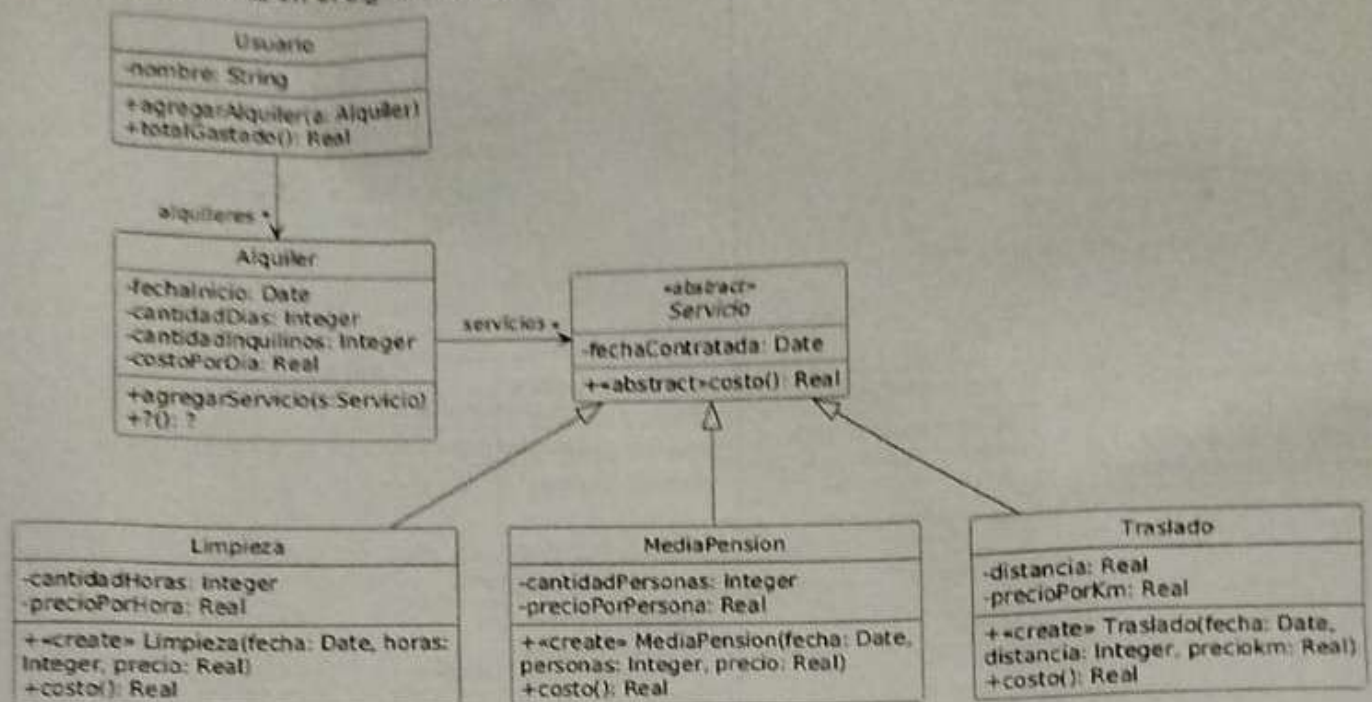 Usuario
-nombre: String
+agregarAlquiler(a: Alquiler)
+totalGastado(): Real
alquileres *
Alquiler
-fechaInicio: Date
-cantidadDias: Integer
-cantidadInquilinos: Integer
-costoPorDia: Real
+agregarServicio(s:Servicio)
+?(): ?
servicios *
«abstract»
Servicio
-fechaContratada: Date
+«abstract»costo(): Real
Limpieza
-cantidadHoras: Integer
-precioPorHora: Real
+«create» Limpieza(fecha: Date, horas:
Integer, precio: Real)
+costo(): Real
MediaPension
-cantidadPersonas: Integer
-precioPorPersona: Real
+«create» MediaPension(fecha: Date,
personas: Integer, precio: Real)
+costo(): Real
Traslado
-distancia: Real
-precioPorKm: Real
+«create» Traslado(fecha: Date,
distancia: Integer, preciokm: Real)
+costo(): Real